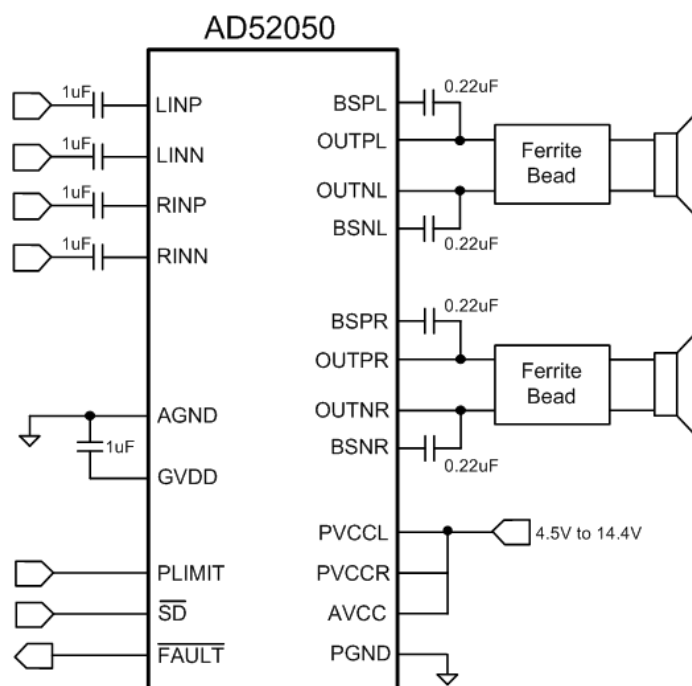 AD52050
1uF
LINP
1uF
LINN
1uF
RINP
1uF
RINN
AGND
1uF
GVDD
PLIMIT
SD
FAULT
BSPL
0.22uF
OUTPL
Ferrite
Bead
OUTNL
BSNL
0.22uF
BSPR
0.22uF
OUTPR
Ferrite
Bead
OUTNR
BSNR
0.22uF
PVCCL
4.5V to 14.4V
PVCCR
AVCC
PGND